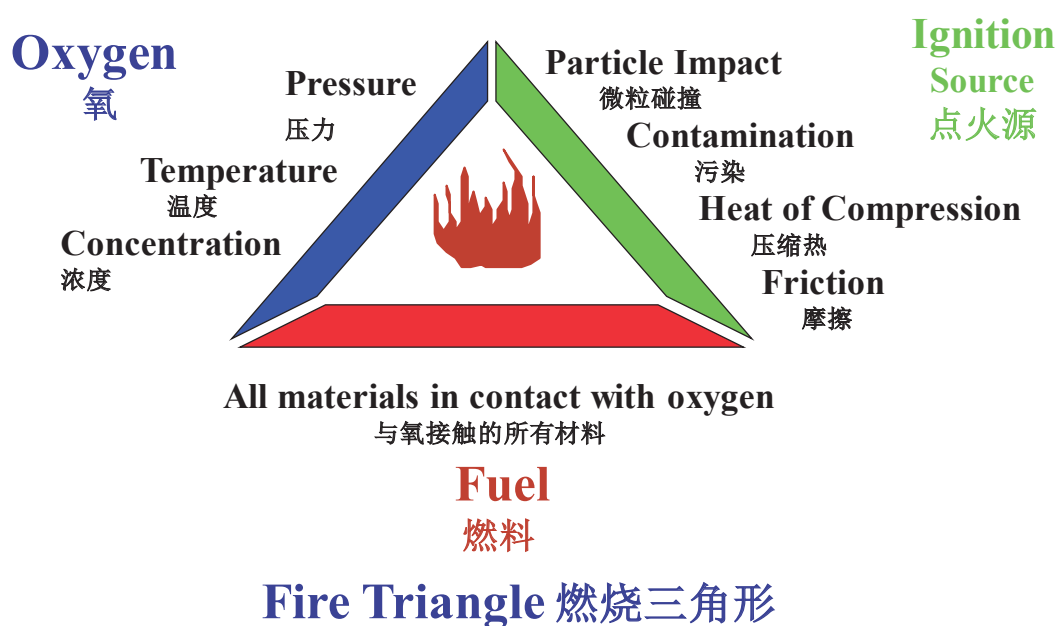 Oxygen
氧
Pressure
压力
Temperature
温度
Concentration
浓度
Ignition
Source
点火源
Particle Impact
微粒碰撞
Contamination
污染
Heat of Compression
压缩热
Friction
摩擦
All materials in contact with oxygen
与氧接触的所有材料
Fuel
燃料
Fire Triangle 燃烧三角形